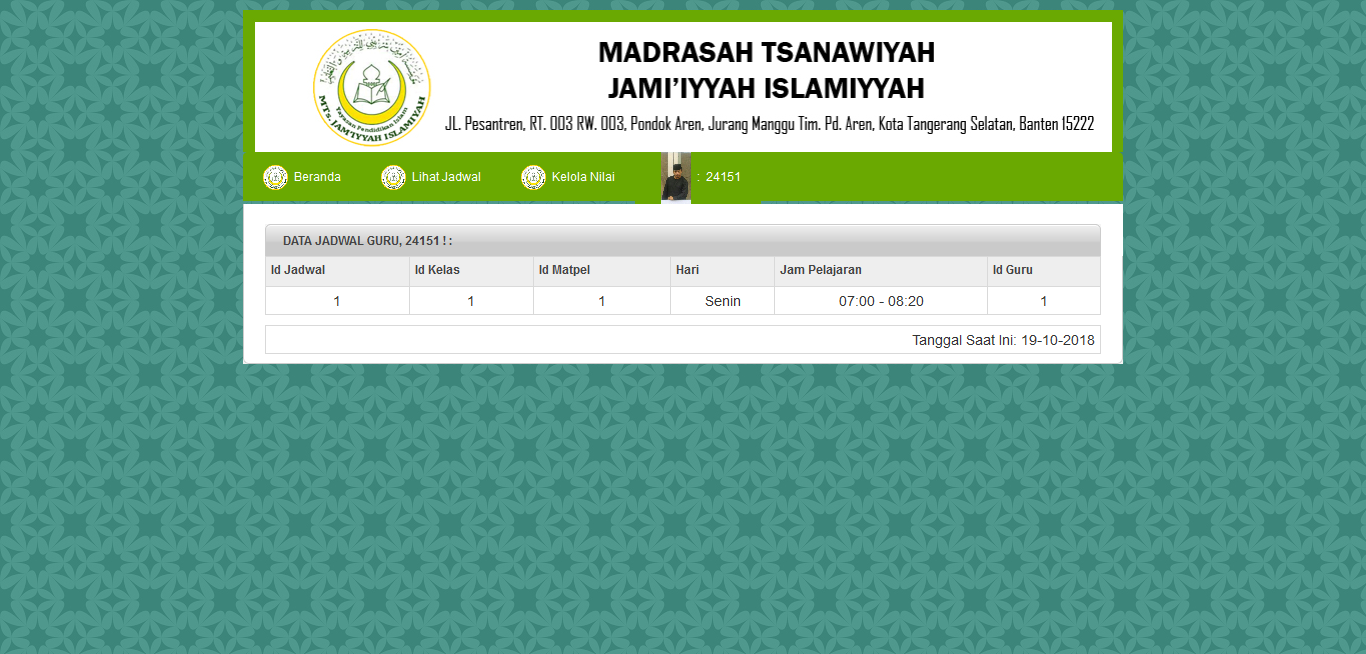 MADRASAH TSANAWIYAH
JAMI'IYYAH ISLAMIYYAH
JL. Pesantren, RT. 003 RW. 003, Pondok Aren, Jurang Manggu Tim. Pd. Aren, Kota Tangerang Selatan, Banten 15222
Yayasan Pendidikan Islam
MTs. JAM'IYYAH ISLAMIYAH
Beranda Lihat Jadwal Kelola Nilai : 24151
DATA JADWAL GURU, 24151 ! :
Id Jadwal Id Kelas Id Matpel Hari Jam Pelajaran Id Guru
1 1 1 Senin 07:00 - 08:20 1
Tanggal Saat Ini: 19-10-2018